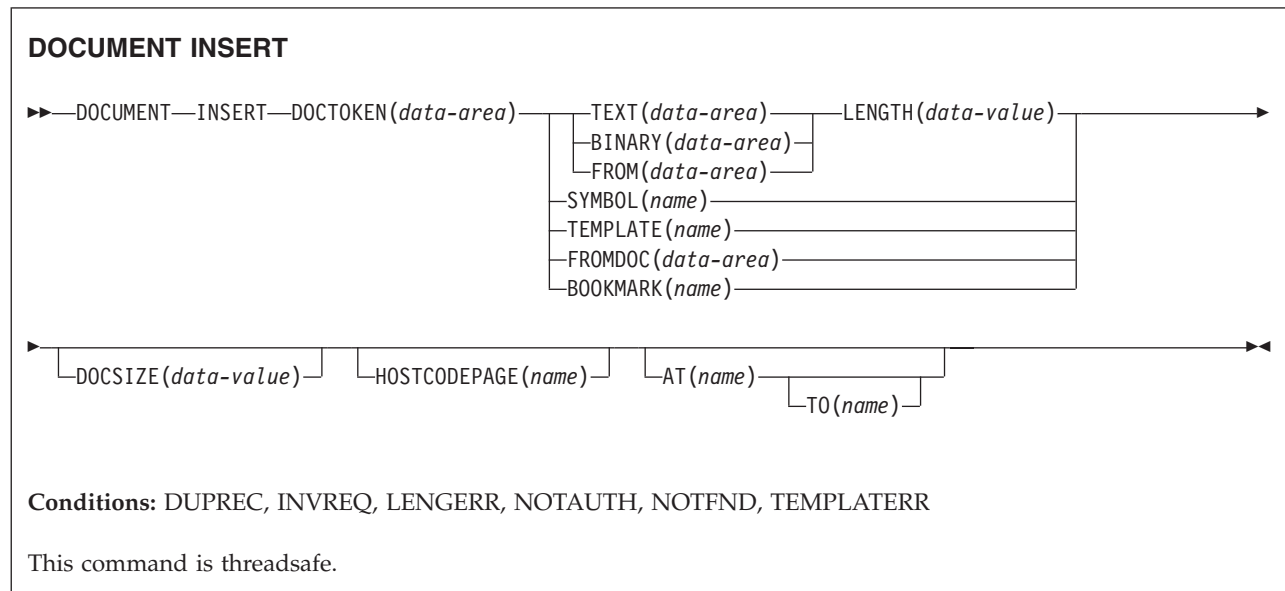 DOCUMENT INSERT
DOCUMENT INSERT DOCTOKEN(data-area) TEXT(data-area) LENGTH(data-value)
BINARY(data-area)
FROM(data-area)
SYMBOL(name)
TEMPLATE(name)
FROMDOC(data-area)
BOOKMARK(name)
DOCSIZE(data-value) HOSTCODEPAGE(name) AT(name)
TO(name)
Conditions: DUPREC, INVREQ, LENGERR, NOTAUTH, NOTFND, TEMPLATERR
This command is threadsafe.